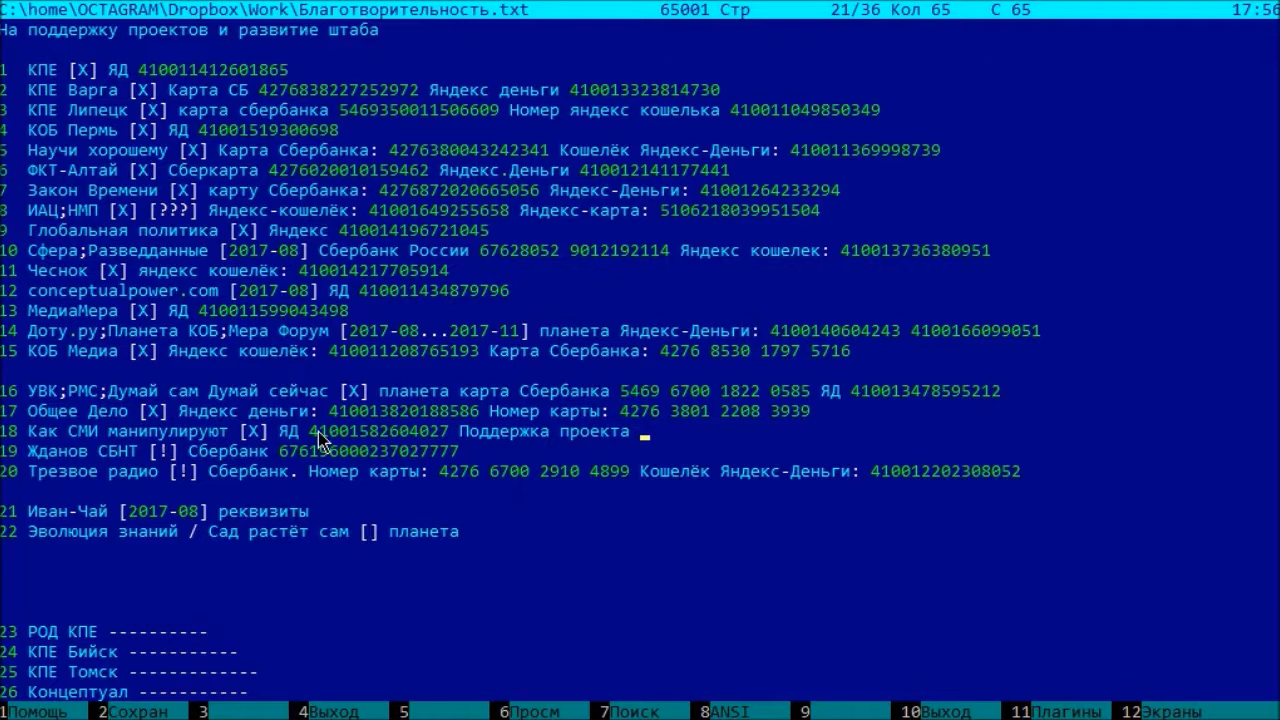 C:\home\OCTAGRAM\Dropbox\Work\Благотворительность.txt 65001 Стр 21/36 Кол 65 С 65 17:56
На поддержку проектов и развитие штаба
1 КПЕ [X] ЯД 410011412601865
2 КПЕ Варга [X] Карта СБ 4276838227252972 Яндекс деньги 410013323814730
3 КПЕ Липецк [X] карта сбербанка 5469350011506609 Номер яндекс кошелька 410011049850349
4 КОБ Пермь [X] ЯД 41001519300698
5 Научи хорошему [X] Карта Сбербанка: 4276380043242341 Кошелёк Яндекс-Деньги: 410011369998739
6 ФКТ-Алтай [X] Сберкарта 4276020010159462 Яндекс.Деньги 410012141177441
7 Закон Времени [X] карту Сбербанка: 4276872020665056 Яндекс-Деньги: 41001264233294
8 ИАЦ;НМП [X] [???] Яндекс-кошелёк: 41001649255658 Яндекс-карта: 5106218039951504
9 Глобальная политика [X] Яндекс 410014196721045
10 Сфера;Разведданные [2017-08] Сбербанк России 67628052 9012192114 Яндекс кошелек: 410013736380951
11 Чеснок [X] яндекс кошелёк: 410014217705914
12 conceptualpower.com [2017-08] ЯД 410011434879796
13 МедиаМера [X] ЯД 410011599043498
14 Доту.ру;Планета КОБ;Мера Форум [2017-08...2017-11] планета Яндекс-Деньги: 4100140604243 4100166099051
15 КОБ Медиа [X] Яндекс кошелёк: 410011208765193 Карта Сбербанка: 4276 8530 1797 5716
16 УВК;РМС;Думай сам Думай сейчас [X] планета карта Сбербанка 5469 6700 1822 0585 ЯД 410013478595212
17 Общее Дело [X] Яндекс деньги: 410013820188586 Номер карты: 4276 3801 2208 3939
18 Как СМИ манипулируют [X] ЯД 41001582604027 Поддержка проекта
19 Жданов СБНТ [!] Сбербанк
20 Трезвое радио [!] Сбербанк. Номер карты: 4276 6700 2910 4899 Кошелёк Яндекс-Деньги: 410012202308052
21 Иван-Чай [2017-08] реквизиты
22 Эволюция знаний / Сад растёт сам [] планета
23 РОД КПЕ ----------
24 КПЕ Бийск -----------
25 КПЕ Томск -------------
26 Концептуал -----------
1Помощь 2Сохран 3 4Выход 5 6Просм 7Поиск 8ANSI 9 10Выход 11Плагины 12Экраны